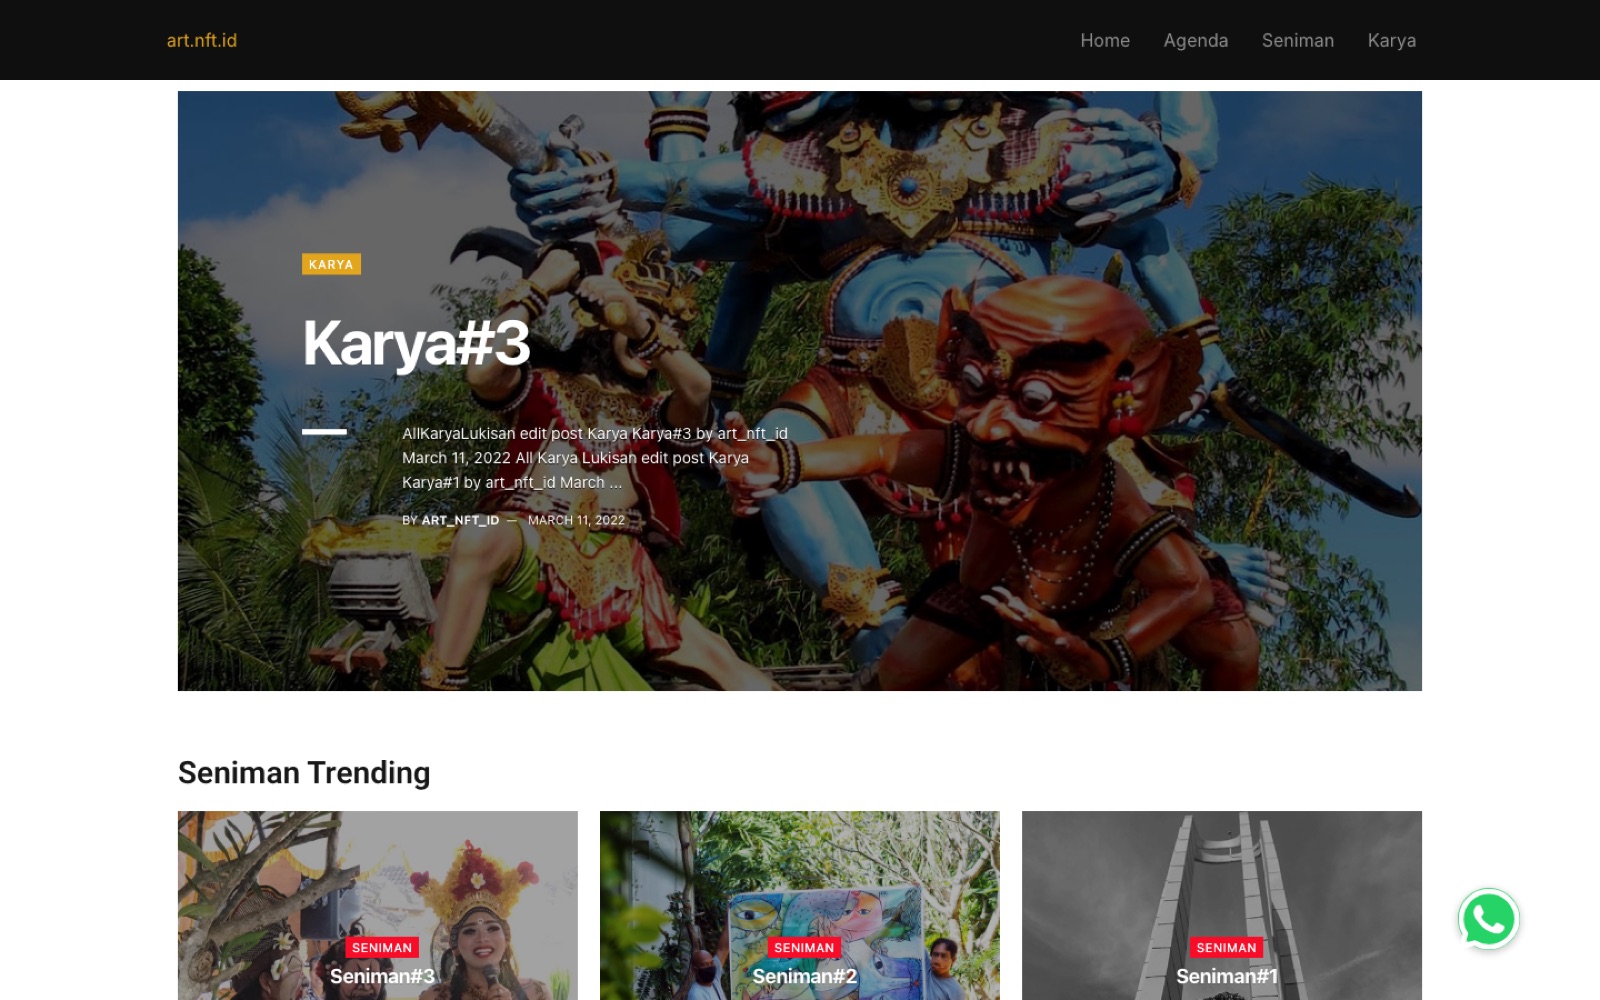 art.nft.id
Home Agenda Seniman Karya
KARYA
Karya#3
AllKaryaLukisan edit post Karya Karya#3 by art_nft_id
March 11, 2022 All Karya Lukisan edit post Karya
Karya#1 by art_nft_id March ...
BY ART_NFT_ID — MARCH 11, 2022
Seniman Trending
SENIMAN
Seniman#3
SENIMAN
Seniman#2
SENIMAN
Seniman#1